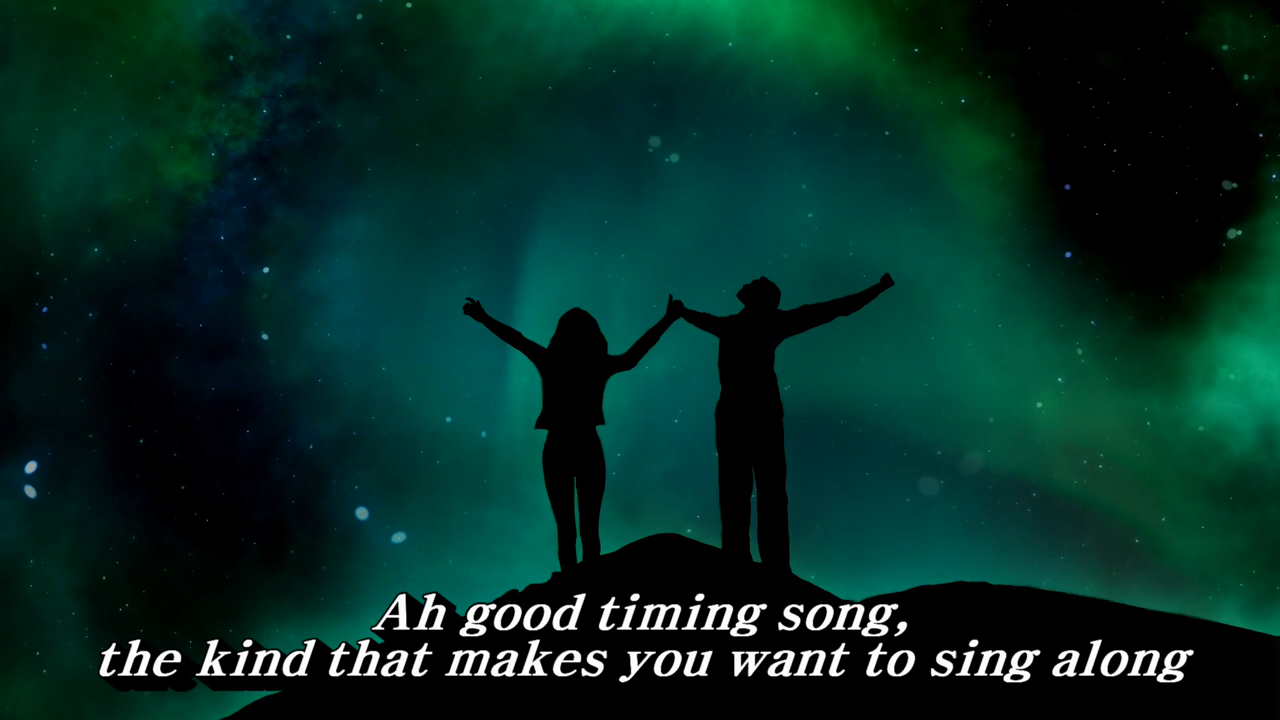 Ah good timing song,
the kind that makes you want to sing along